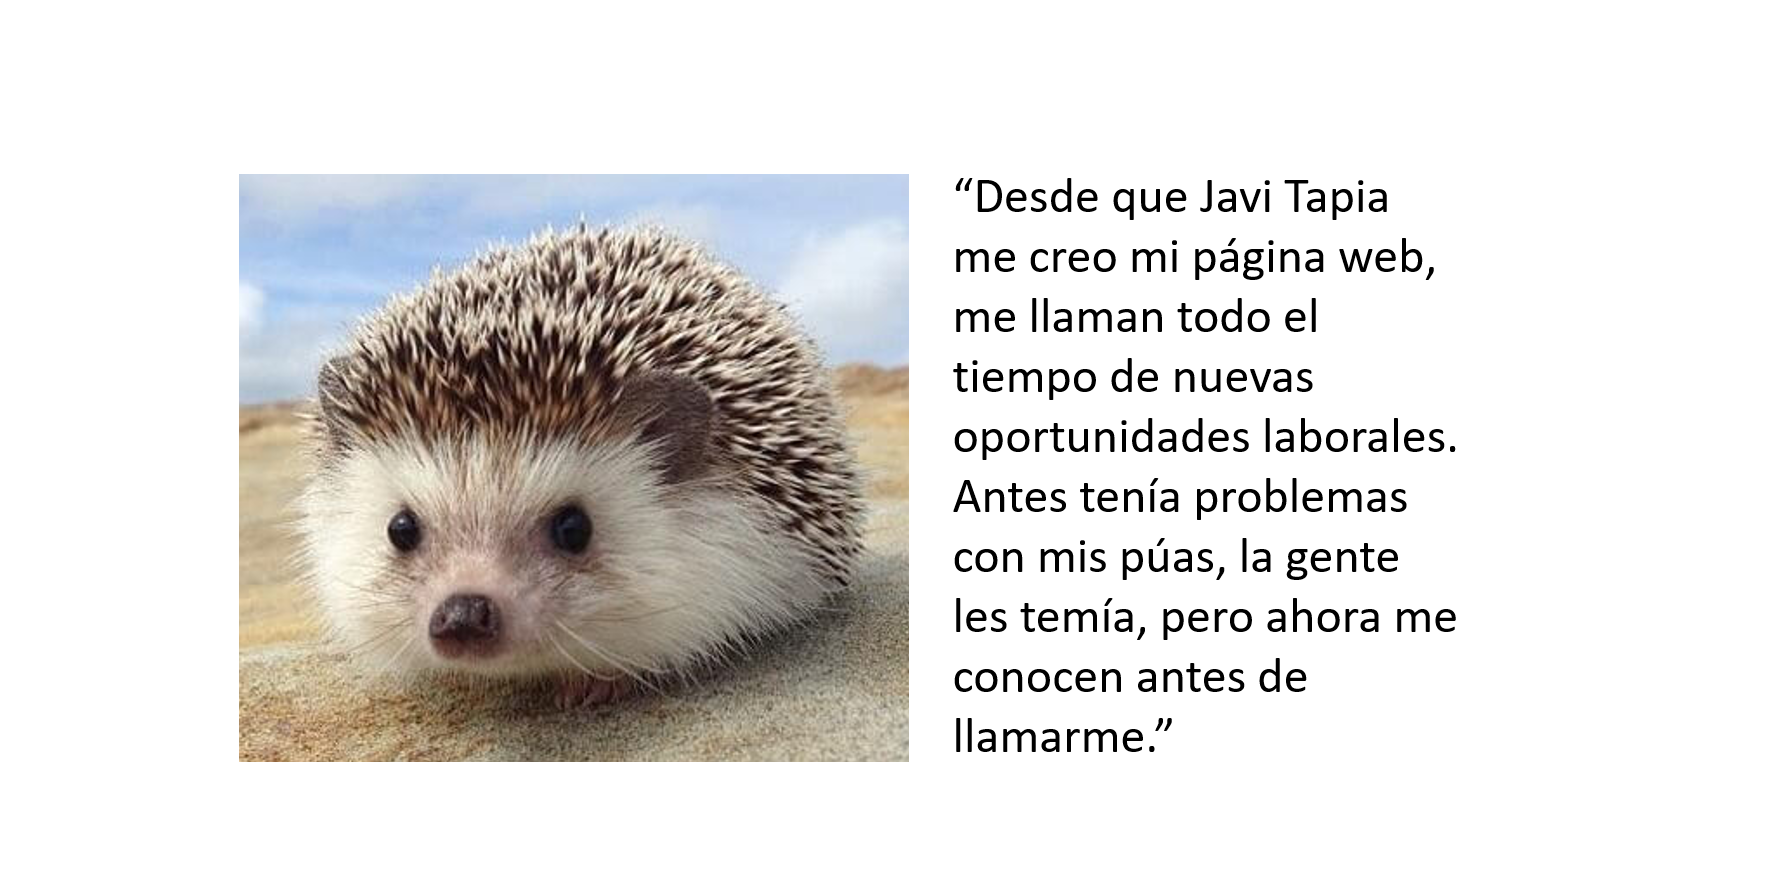 “Desde que Javi Tapia
me creo mi página web,
me llaman todo el
tiempo de nuevas
oportunidades laborales.
Antes tenía problemas
con mis púas, la gente
les temía, pero ahora me
conocen antes de
llamarme.”